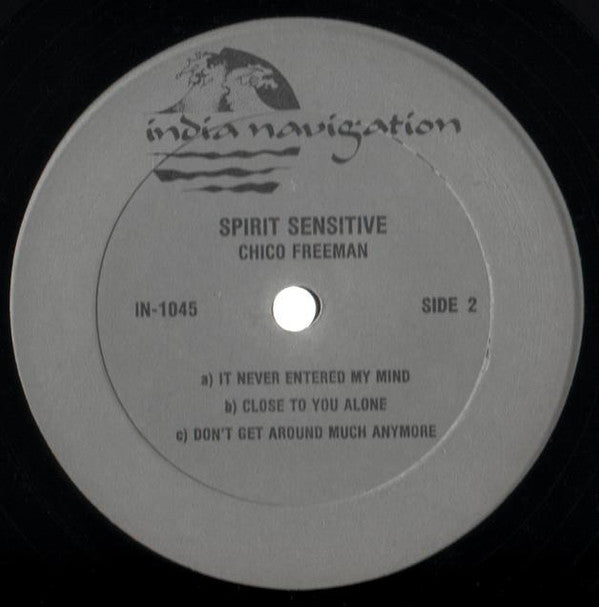 india navigation
SPIRIT SENSITIVE
CHICO FREEMAN
IN-1045
SIDE 2
a) IT NEVER ENTERED MY MIND
b) CLOSE TO YOU ALONE
c) DON'T GET AROUND MUCH ANYMORE